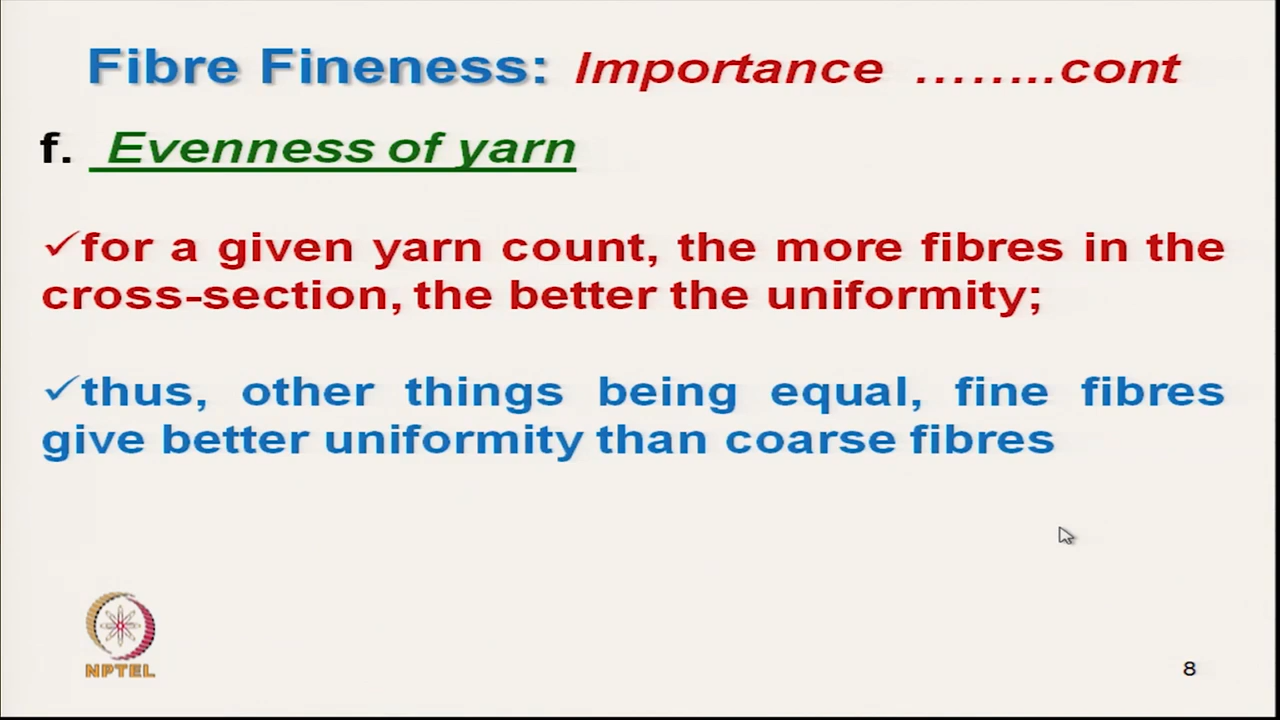 Fibre Fineness: Importance ........cont
f. Evenness of yarn
✓for a given yarn count, the more fibres in the
cross-section, the better the uniformity;
✓thus, other things being equal, fine fibres
give better uniformity than coarse fibres
NPTEL
8